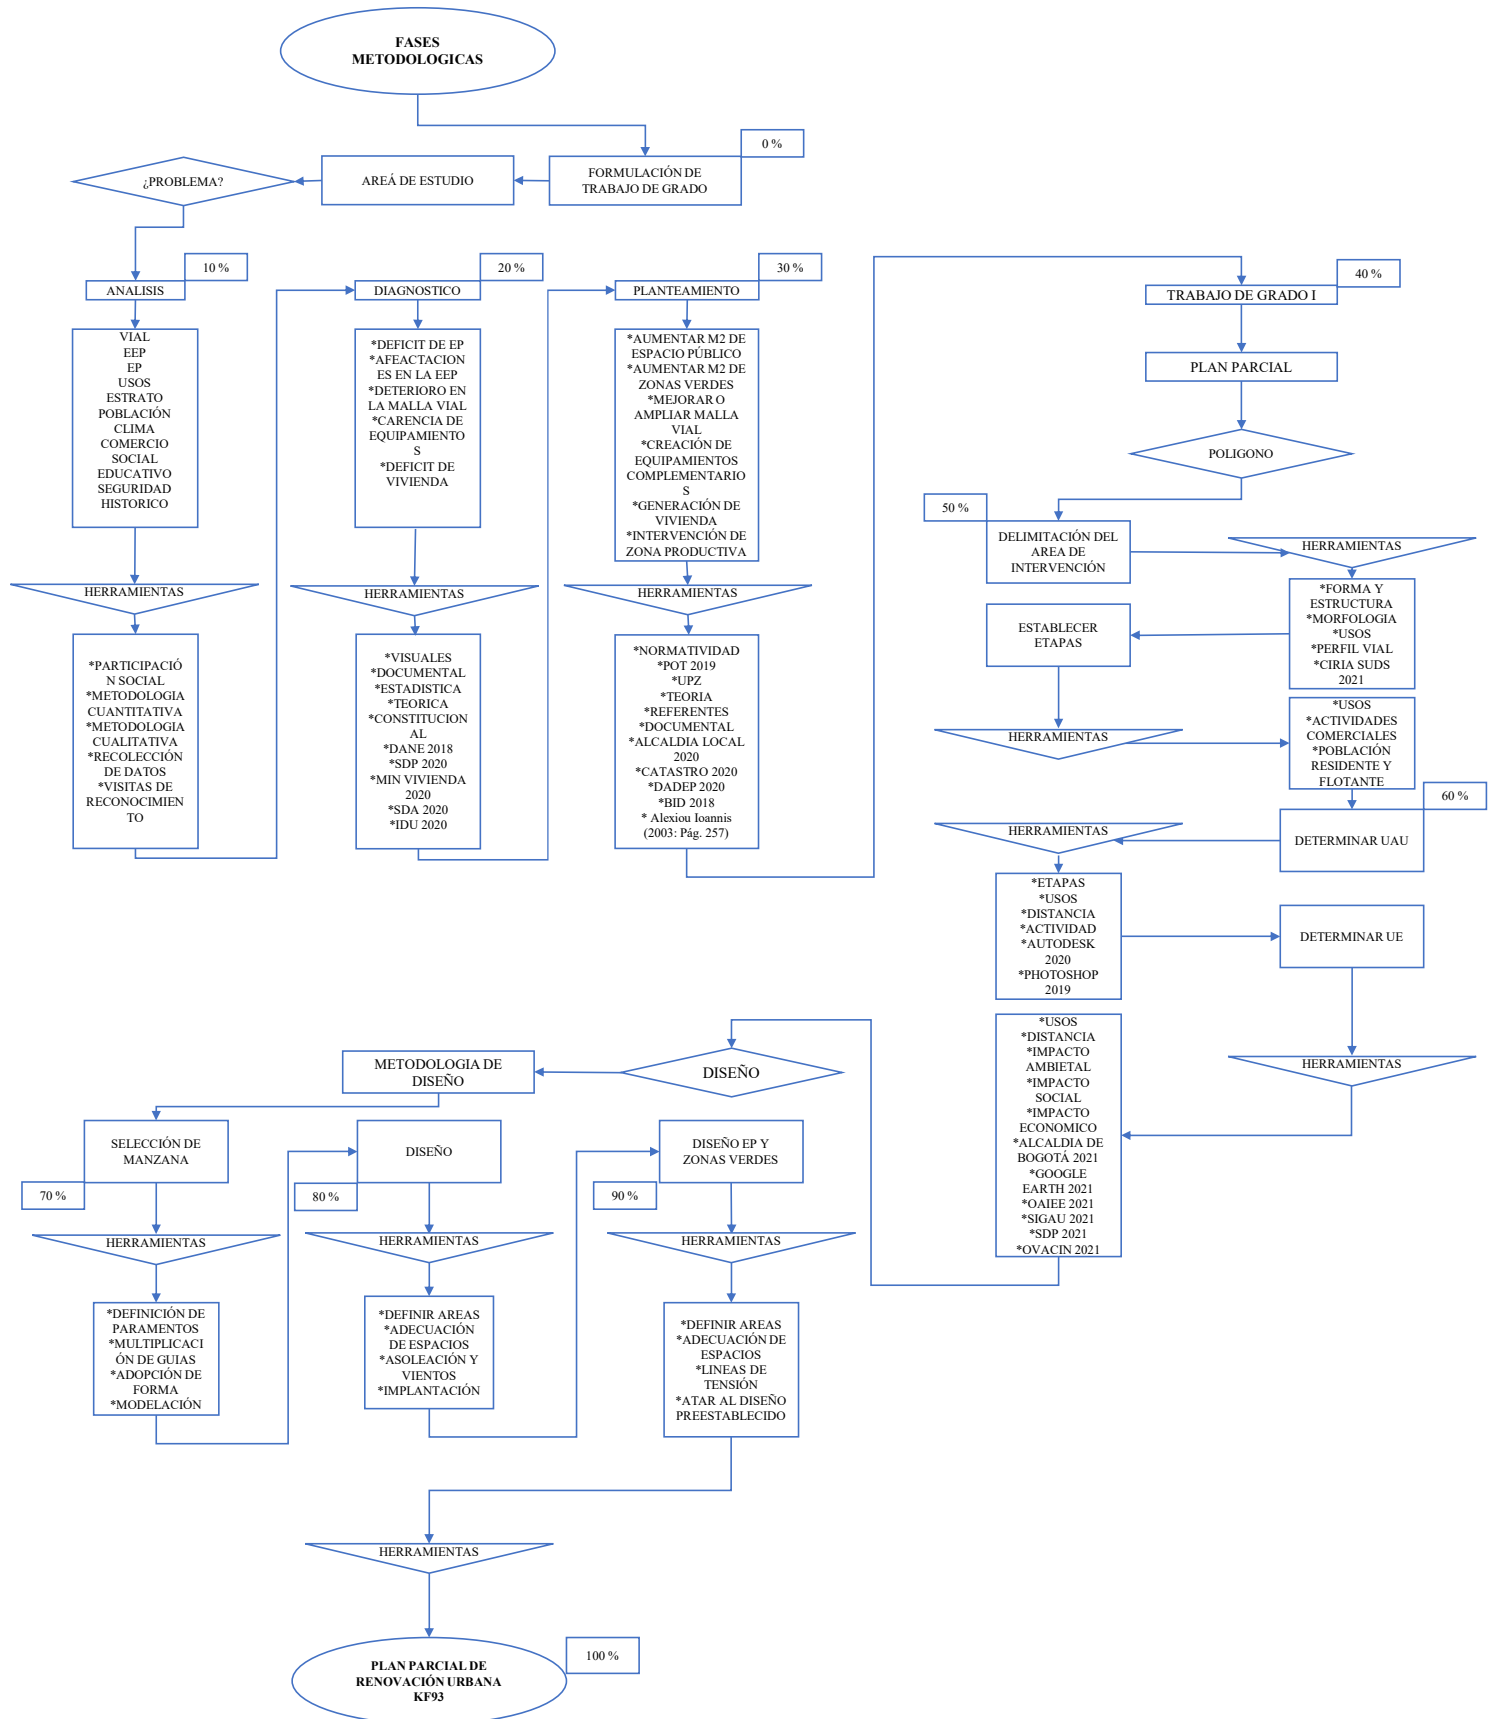 FASES
METODOLOGICAS
0 %
FORMULACIÓN DE
TRABAJO DE GRADO
AREÁ DE ESTUDIO
¿PROBLEMA?
10 %
ANALISIS
VIAL
EEP
EP
USOS
ESTRATO
POBLACIÓN
CLIMA
COMERCIO
SOCIAL
EDUCATIVO
SEGURIDAD
HISTORICO
HERRAMIENTAS
*PARTICIPACIÓ
N SOCIAL
*METODOLOGIA
CUANTITATIVA
*METODOLOGIA
CUALITATIVA
*RECOLECCIÓN
DE DATOS
*VISITAS DE
RECONOCIMIEN
TO
20 %
DIAGNOSTICO
*DEFICIT DE EP
*AFEACTACION
ES EN LA EEP
*DETERIORO EN
LA MALLA VIAL
*CARENCIA DE
EQUIPAMIENTO
S
*DEFICIT DE
VIVIENDA
HERRAMIENTAS
*VISUALES
*DOCUMENTAL
*ESTADISTICA
*TEORICA
*CONSTITUCION
AL
*DANE 2018
*SDP 2020
*MIN VIVIENDA
2020
*SDA 2020
*IDU 2020
30 %
PLANTEAMIENTO
*AUMENTAR M2 DE
ESPACIO PÚBLICO
*AUMENTAR M2 DE
ZONAS VERDES
*MEJORAR O
AMPLIAR MALLA
VIAL
*CREACIÓN DE
EQUIPAMIENTOS
COMPLEMENTARIO
S
*GENERACIÓN DE
VIVIENDA
*INTERVENCIÓN DE
ZONA PRODUCTIVA
HERRAMIENTAS
*NORMATIVIDAD
*POT 2019
*UPZ
*TEORIA
*REFERENTES
*DOCUMENTAL
*ALCALDIA LOCAL
2020
*CATASTRO 2020
*DADEP 2020
*BID 2018
* Alexiou Ioannis
(2003: Pág. 257)
40 %
TRABAJO DE GRADO I
PLAN PARCIAL
POLIGONO
50 %
DELIMITACIÓN DEL
AREA DE
INTERVENCIÓN
HERRAMIENTAS
*FORMA Y
ESTRUCTURA
*MORFOLOGIA
*USOS
*PERFIL VIAL
*CIRIA SUDS
2021
ESTABLECER
ETAPAS
HERRAMIENTAS
*USOS
*ACTIVIDADES
COMERCIALES
*POBLACIÓN
RESIDENTE Y
FLOTANTE
60 %
DETERMINAR UAU
HERRAMIENTAS
*ETAPAS
*USOS
*DISTANCIA
*ACTIVIDAD
*AUTODESK
2020
*PHOTOSHOP
2019
DETERMINAR UE
HERRAMIENTAS
*USOS
*DISTANCIA
*IMPACTO
AMBIETAL
*IMPACTO
SOCIAL
*IMPACTO
ECONOMICO
*ALCALDIA DE
BOGOTÁ 2021
*GOOGLE
EARTH 2021
*OAIEE 2021
*SIGAU 2021
*SDP 2021
*OVACIN 2021
DISEÑO
METODOLOGIA DE
DISEÑO
SELECCIÓN DE
MANZANA
70 %
HERRAMIENTAS
*DEFINICIÓN DE
PARAMENTOS
*MULTIPLICACI
ÓN DE GUIAS
*ADOPCIÓN DE
FORMA
*MODELACIÓN
DISEÑO
80 %
HERRAMIENTAS
*DEFINIR AREAS
*ADECUACIÓN
DE ESPACIOS
*ASOLEACIÓN Y
VIENTOS
*IMPLANTACIÓN
DISEÑO EP Y
ZONAS VERDES
90 %
HERRAMIENTAS
*DEFINIR AREAS
*ADECUACIÓN DE
ESPACIOS
*LINEAS DE
TENSIÓN
*ATAR AL DISEÑO
PREESTABLECIDO
HERRAMIENTAS
100 %
PLAN PARCIAL DE
RENOVACIÓN URBANA
KF93